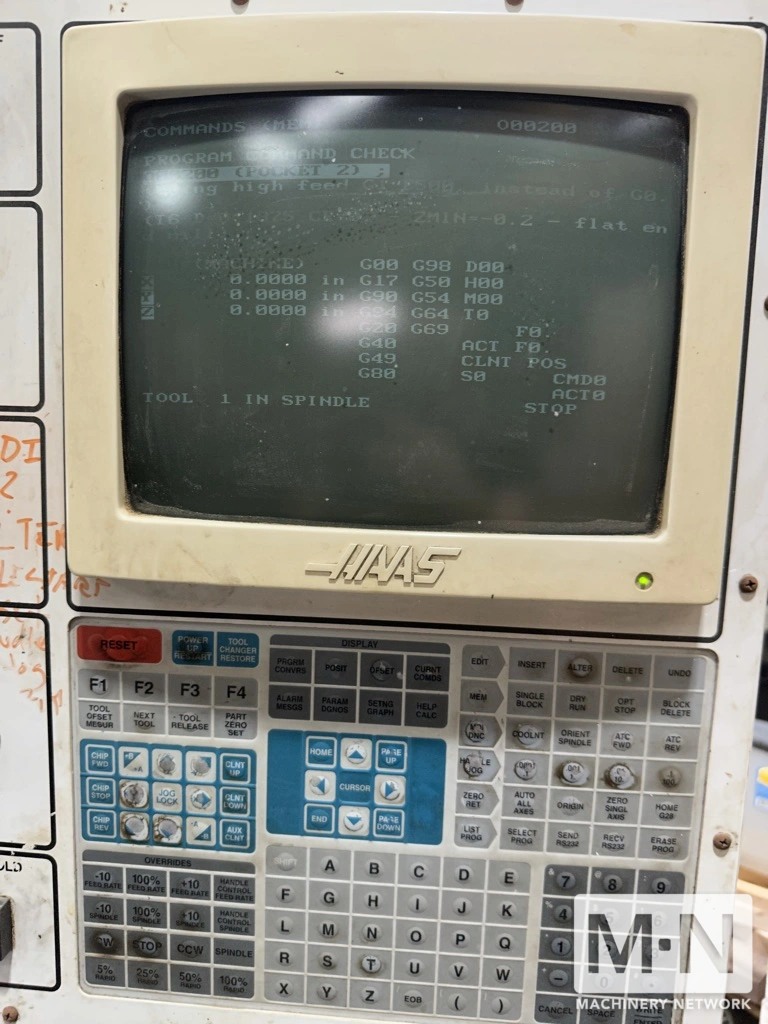 COMMANDS O00200
PROGRAM COMMAND CHECK
(POCKET 2) ;
high feed instead of G0.
ZMIN=-0.2 - flat en
G00 G98 D00
X 0.0000 in G17 G50 H00
0.0000 in G90 G54 M00
Z 0.0000 in G94 G64 T0
G20 G69 F0.
G40 ACT F0.
G49 CLNT POS
G80 S0 CMD0
ACT0
TOOL 1 IN SPINDLE STOP
HAAS
RESET
POWER UP RESTART
TOOL CHANGER RESTORE
DISPLAY
PRGRM CONVRS
POSIT
OFSET
CURNT COMDS
ALARM MESGS
PARAM DGNOS
SETNG GRAPH
HELP CALC
EDIT
INSERT
ALTER
DELETE
UNDO
MEM
SINGLE BLOCK
DRY RUN
OPT STOP
BLOCK DELETE
DNC
COOLNT
ORIENT SPINDLE
ATC FWD
ATC REV
JOG
ZERO RET
AUTO ALL AXES
ORIGIN
ZERO SINGL AXIS
HOME G28
LIST PROG
SELECT PROG
SEND RS232
RECV RS232
ERASE PROG
F1
F2
F3
F4
TOOL OFSET MESUR
NEXT TOOL
TOOL RELEASE
PART ZERO SET
CHIP FWD
CLNT UP
CHIP STOP
JOG LOCK
CLNT DOWN
CHIP REV
AUX CLNT
HOME
PAGE UP
CURSOR
END
PAGE DOWN
OVERRIDES
-10 FEED RATE
100% FEED RATE
+10 FEED RATE
HANDLE CONTROL FEED RATE
-10 SPINDLE
100% SPINDLE
+10 SPINDLE
HANDLE CONTROL SPINDLE
CW
STOP
CCW
SPINDLE
5% RAPID
25% RAPID
50% RAPID
100% RAPID
A B C D E
F G H I J K
L M N O P Q
R S T U V W
X Y Z EOB ( )
7 8 9
4
1
-
CANCEL
SPACE
M·N
MACHINERY NETWORK